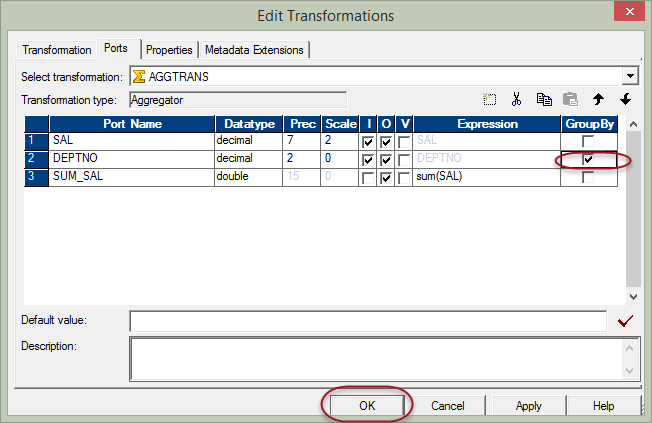 Edit Transformations
Transformation Ports Properties Metadata Extensions
Select transformation: Σ AGGTRANS
Transformation type: Aggregator
Port Name Datatype Prec Scale I O V Expression GroupBy
1 SAL decimal 7 2 SAL
2 DEPTNO decimal 2 0 DEPTNO
3 SUM_SAL double 15 0 sum(SAL)
Default value:
Description:
OK Cancel Apply Help